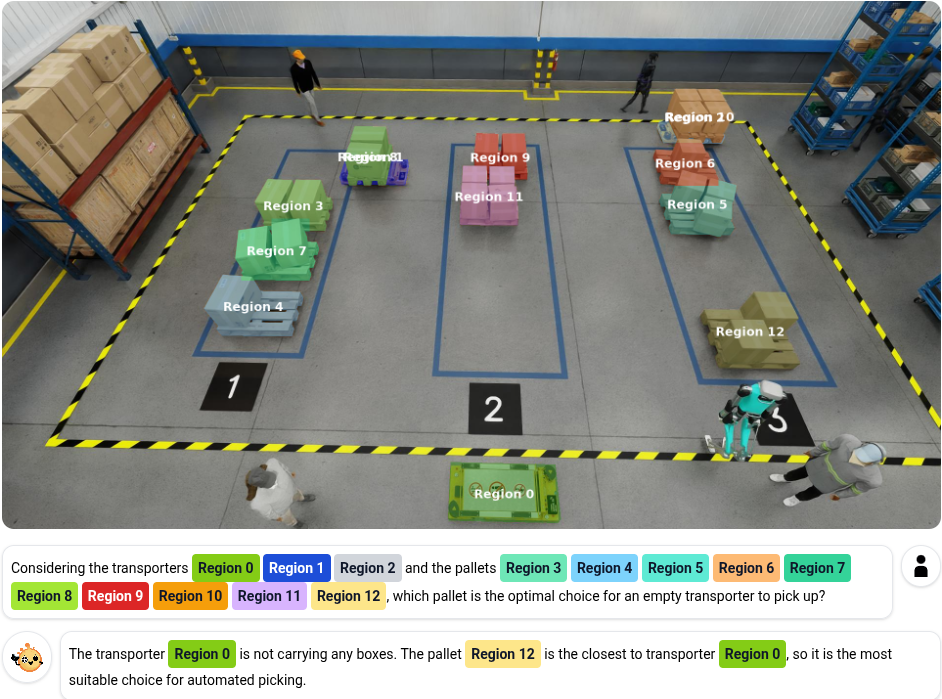 Region 20
Region 1
Region 9
Region 6
Region 11
Region 3
Region 5
Region 7
Region 4
Region 12
1
2
3
Region 0
Considering the transporters Region 0 Region 1 Region 2 and the pallets Region 3 Region 4 Region 5 Region 6 Region 7
Region 8 Region 9 Region 10 Region 11 Region 12 , which pallet is the optimal choice for an empty transporter to pick up?
The transporter Region 0 is not carrying any boxes. The pallet Region 12 is the closest to transporter Region 0 , so it is the most
suitable choice for automated picking.